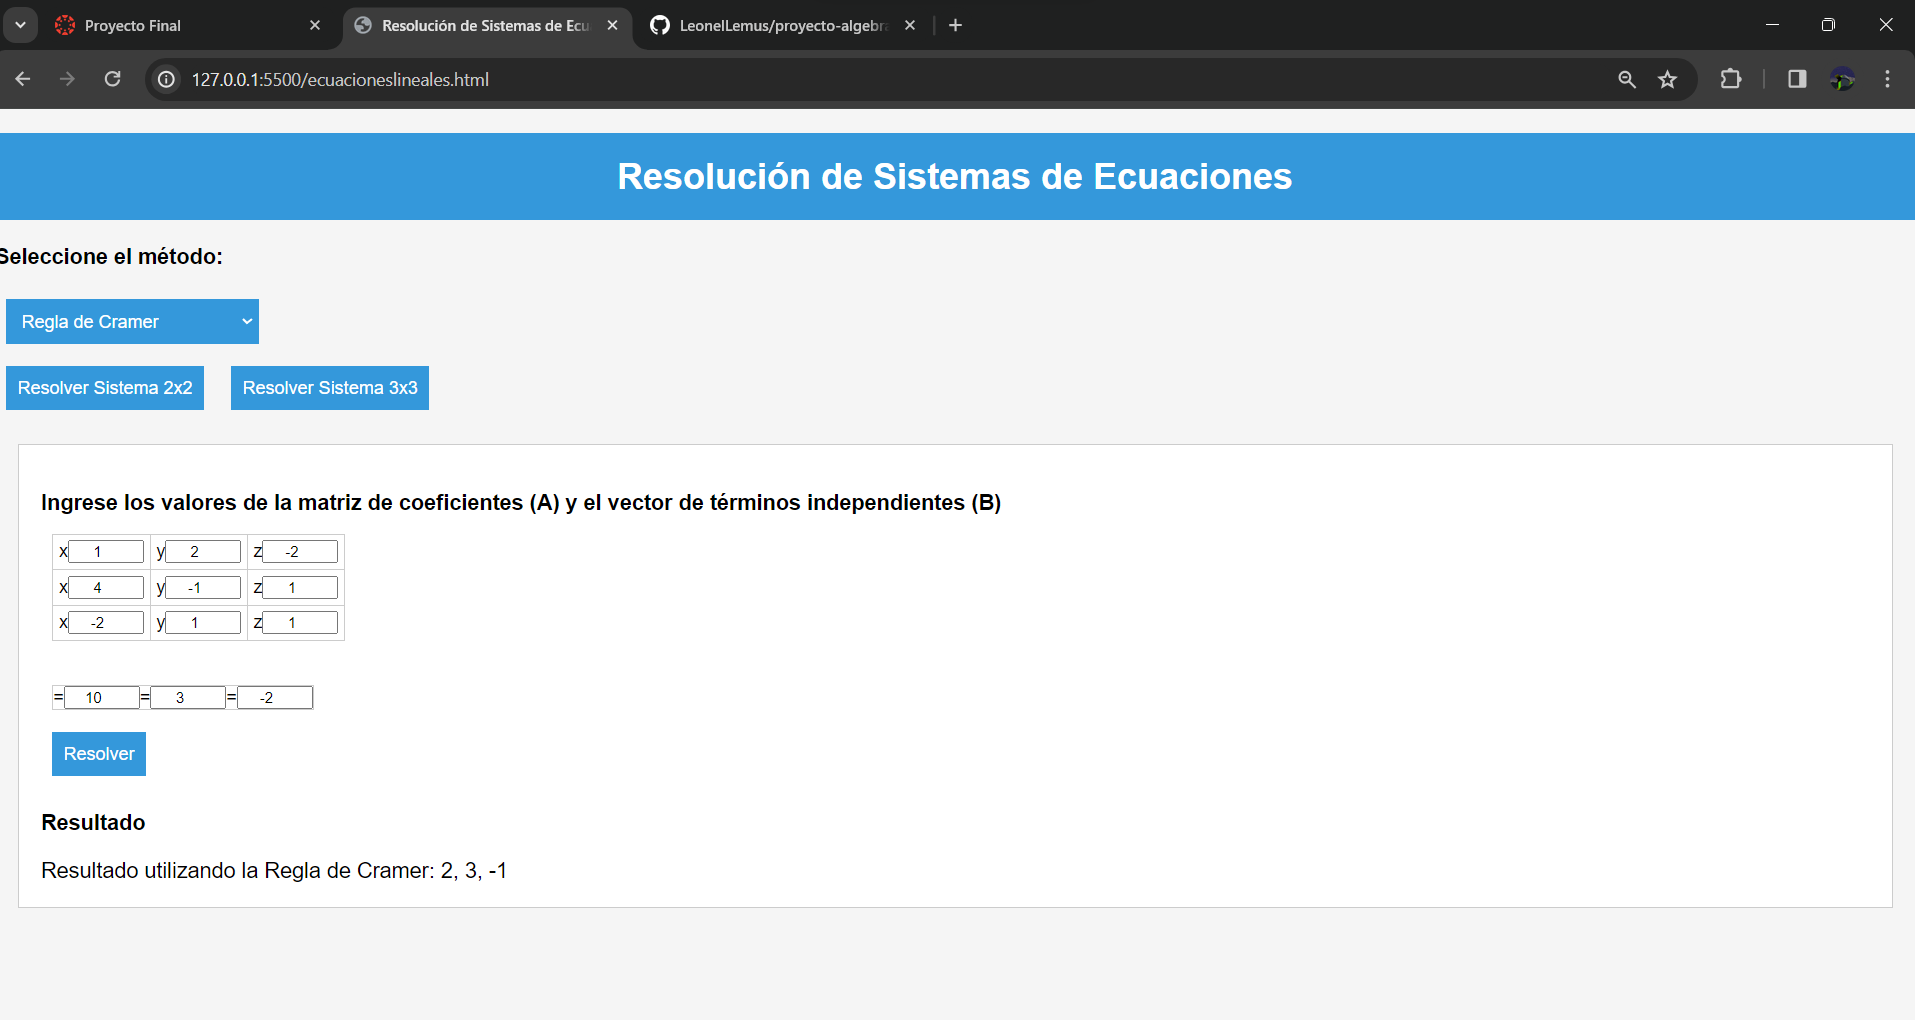 Proyecto Final
Resolución de Sistemas de Ecu
LeonelLemus/proyecto-algebra
127.0.0.1:5500/ecuacioneslineales.html
Resolución de Sistemas de Ecuaciones
Seleccione el método:
Regla de Cramer
Resolver Sistema 2x2 Resolver Sistema 3x3
Ingrese los valores de la matriz de coeficientes (A) y el vector de términos independientes (B)
x 1 y 2 z -2
x 4 y -1 z 1
x -2 y 1 z 1
= 10 = 3 = -2
Resolver
Resultado
Resultado utilizando la Regla de Cramer: 2, 3, -1